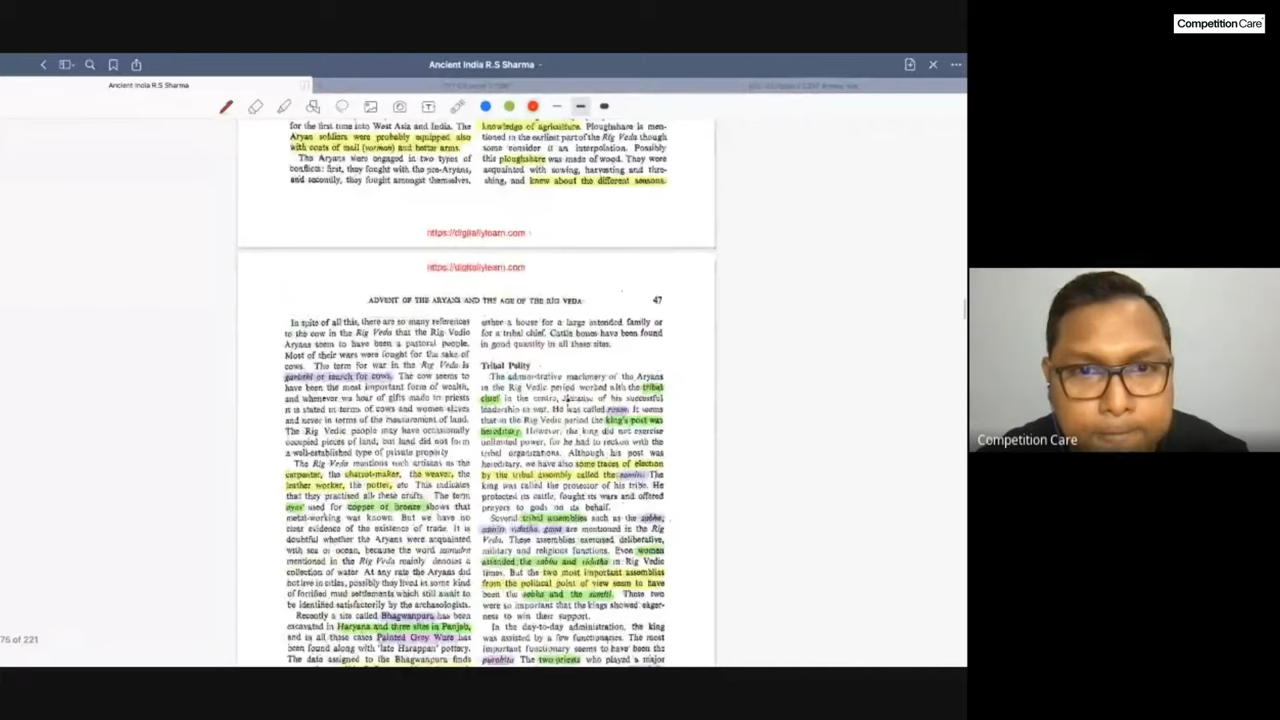 CompetitionCare
Ancient India R.S Sharma
Ancient India R.S Sharma
for the first time into West Asia and India. The
Aryan soldiers were probably equipped also
with coats of mail (varman) and better arms.
The Aryans were engaged in two types of
conflicts: first, they fought with the pre-Aryans,
and secondly, they fought amongst themselves.
knowledge of agriculture. Ploughshare is men-
tioned in the earliest part of the Rig Veda though
some consider it an interpolation. Possibly
this ploughshare was made of wood. They were
acquainted with sowing, harvesting and thre-
shing, and knew about the different seasons.
https://digitallylearn.com
https://digitallylearn.com
ADVENT OF THE ARYANS AND THE AGE OF THE RIG VEDA
47
In spite of all this, there are so many references
to the cow in the Rig Veda that the Rig Vedic
Aryans seem to have been a pastoral people.
Most of their wars were fought for the sake of
cows. The term for war in the Rig Veda is
gavishthi or search for cows. The cow seems to
have been the most important form of wealth,
and whenever we hear of gifts made to priests
it is stated in terms of cows and women slaves
and never in terms of the measurement of land.
The Rig Vedic people may have occasionally
occupied pieces of land, but land did not form
a well-established type of private property
The Rig Veda mentions such artisans as the
carpenter, the chariot-maker, the weaver, the
leather worker, the potter, etc This indicates
that they practised all these crafts. The term
ayas used for copper or bronze shows that
metal-working was known. But we have no
clear evidence of the existence of trade. It is
doubtful whether the Aryans were acquainted
with sea or ocean, because the word samudra
mentioned in the Rig Veda mainly denotes a
collection of water. At any rate the Aryans did
not live in cities, possibly they lived in some kind
of fortified mud settlements which still await to
be identified satisfactorily by the archaeologists.
Recently a site called Bhagwanpura has been
excavated in Haryana and three sites in Panjab,
and in all these cases Painted Grey Ware has
been found along with 'late Harappan' pottery.
The date assigned to the Bhagwanpura finds
either a house for a large extended family or
for a tribal chief. Cattle bones have been found
in good quantity in all these sites.
Tribal Polity
The administrative machinery of the Aryans
in the Rig Vedic period worked with the tribal
chief in the centre, because of his successful
leadership in war. He was called rajan. It seems
that in the Rig Vedic period the king's post was
hereditary. However, the king did not exercise
unlimited power, for he had to reckon with the
tribal organizations. Although his post was
hereditary, we have also some traces of election
by the tribal assembly called the samiti. The
king was called the protector of his tribe. He
protected its cattle, fought its wars and offered
prayers to gods on its behalf.
Several tribal assemblies such as the sabha,
samiti, vidatha, gana are mentioned in the Rig
Veda. These assemblies exercised deliberative,
military and religious functions. Even women
attended the sabha and vidatha in Rig Vedic
times. But the two most important assemblies
from the political point of view seem to have
been the sabha and the samiti. These two
were so important that the kings showed eager-
ness to win their support.
In the day-to-day administration, the king
was assisted by a few functionaries. The most
important functionary seems to have been the
purohita The two priests who played a major
76 of 221
Competition Care